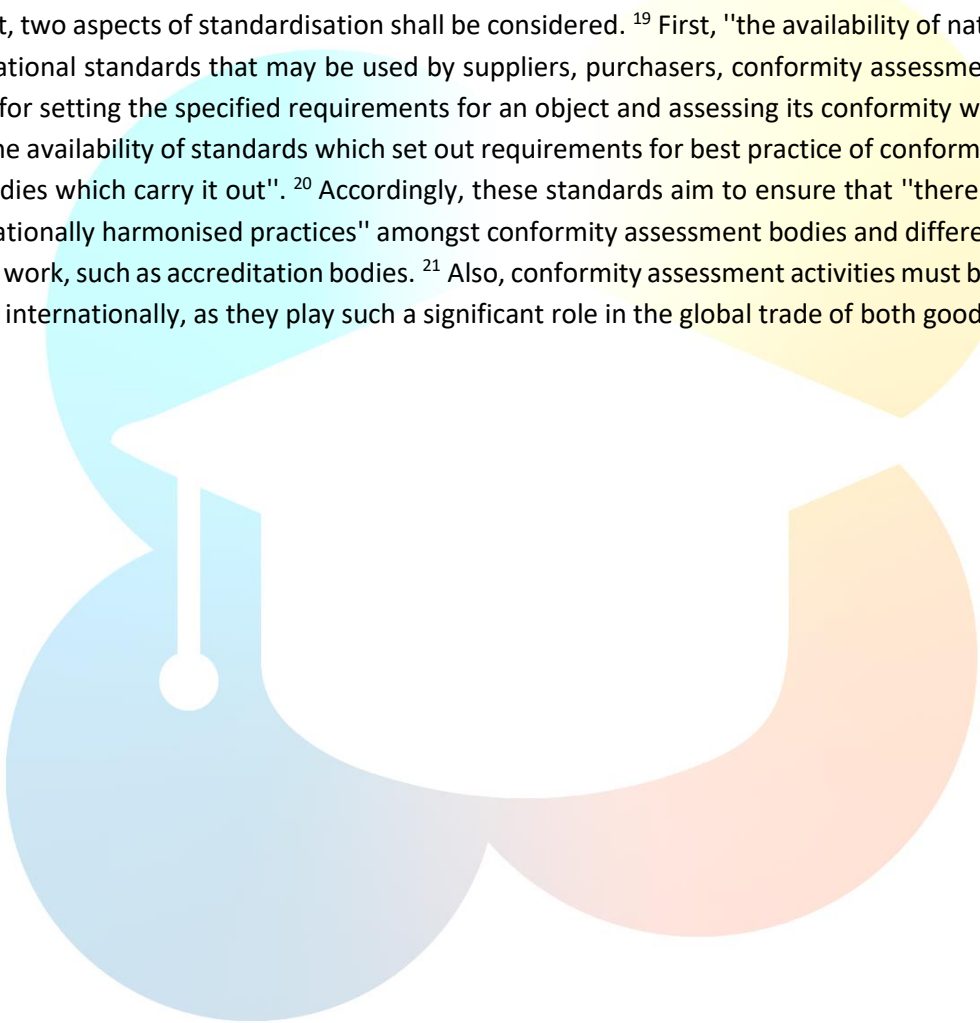 t, two aspects of standardisation shall be considered. 19 First, ''the availability of nat
ational standards that may be used by suppliers, purchasers, conformity assessme
for setting the specified requirements for an object and assessing its conformity w
ne availability of standards which set out requirements for best practice of conform
dies which carry it out''. 20 Accordingly, these standards aim to ensure that ''there
ationally harmonised practices'' amongst conformity assessment bodies and differe
work, such as accreditation bodies. 21 Also, conformity assessment activities must b
internationally, as they play such a significant role in the global trade of both good